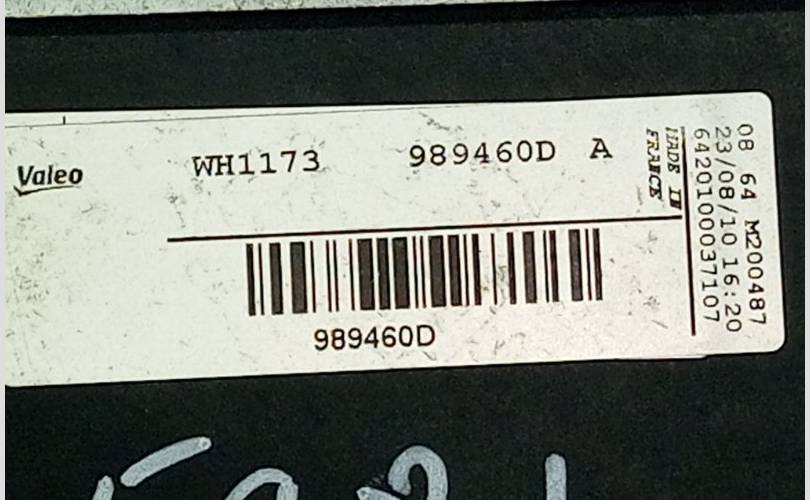 Valeo
WH1173 989460D A
MADE IN
FRANCE
989460D
08 64 M200487
23/08/10 16:20
6420100037107